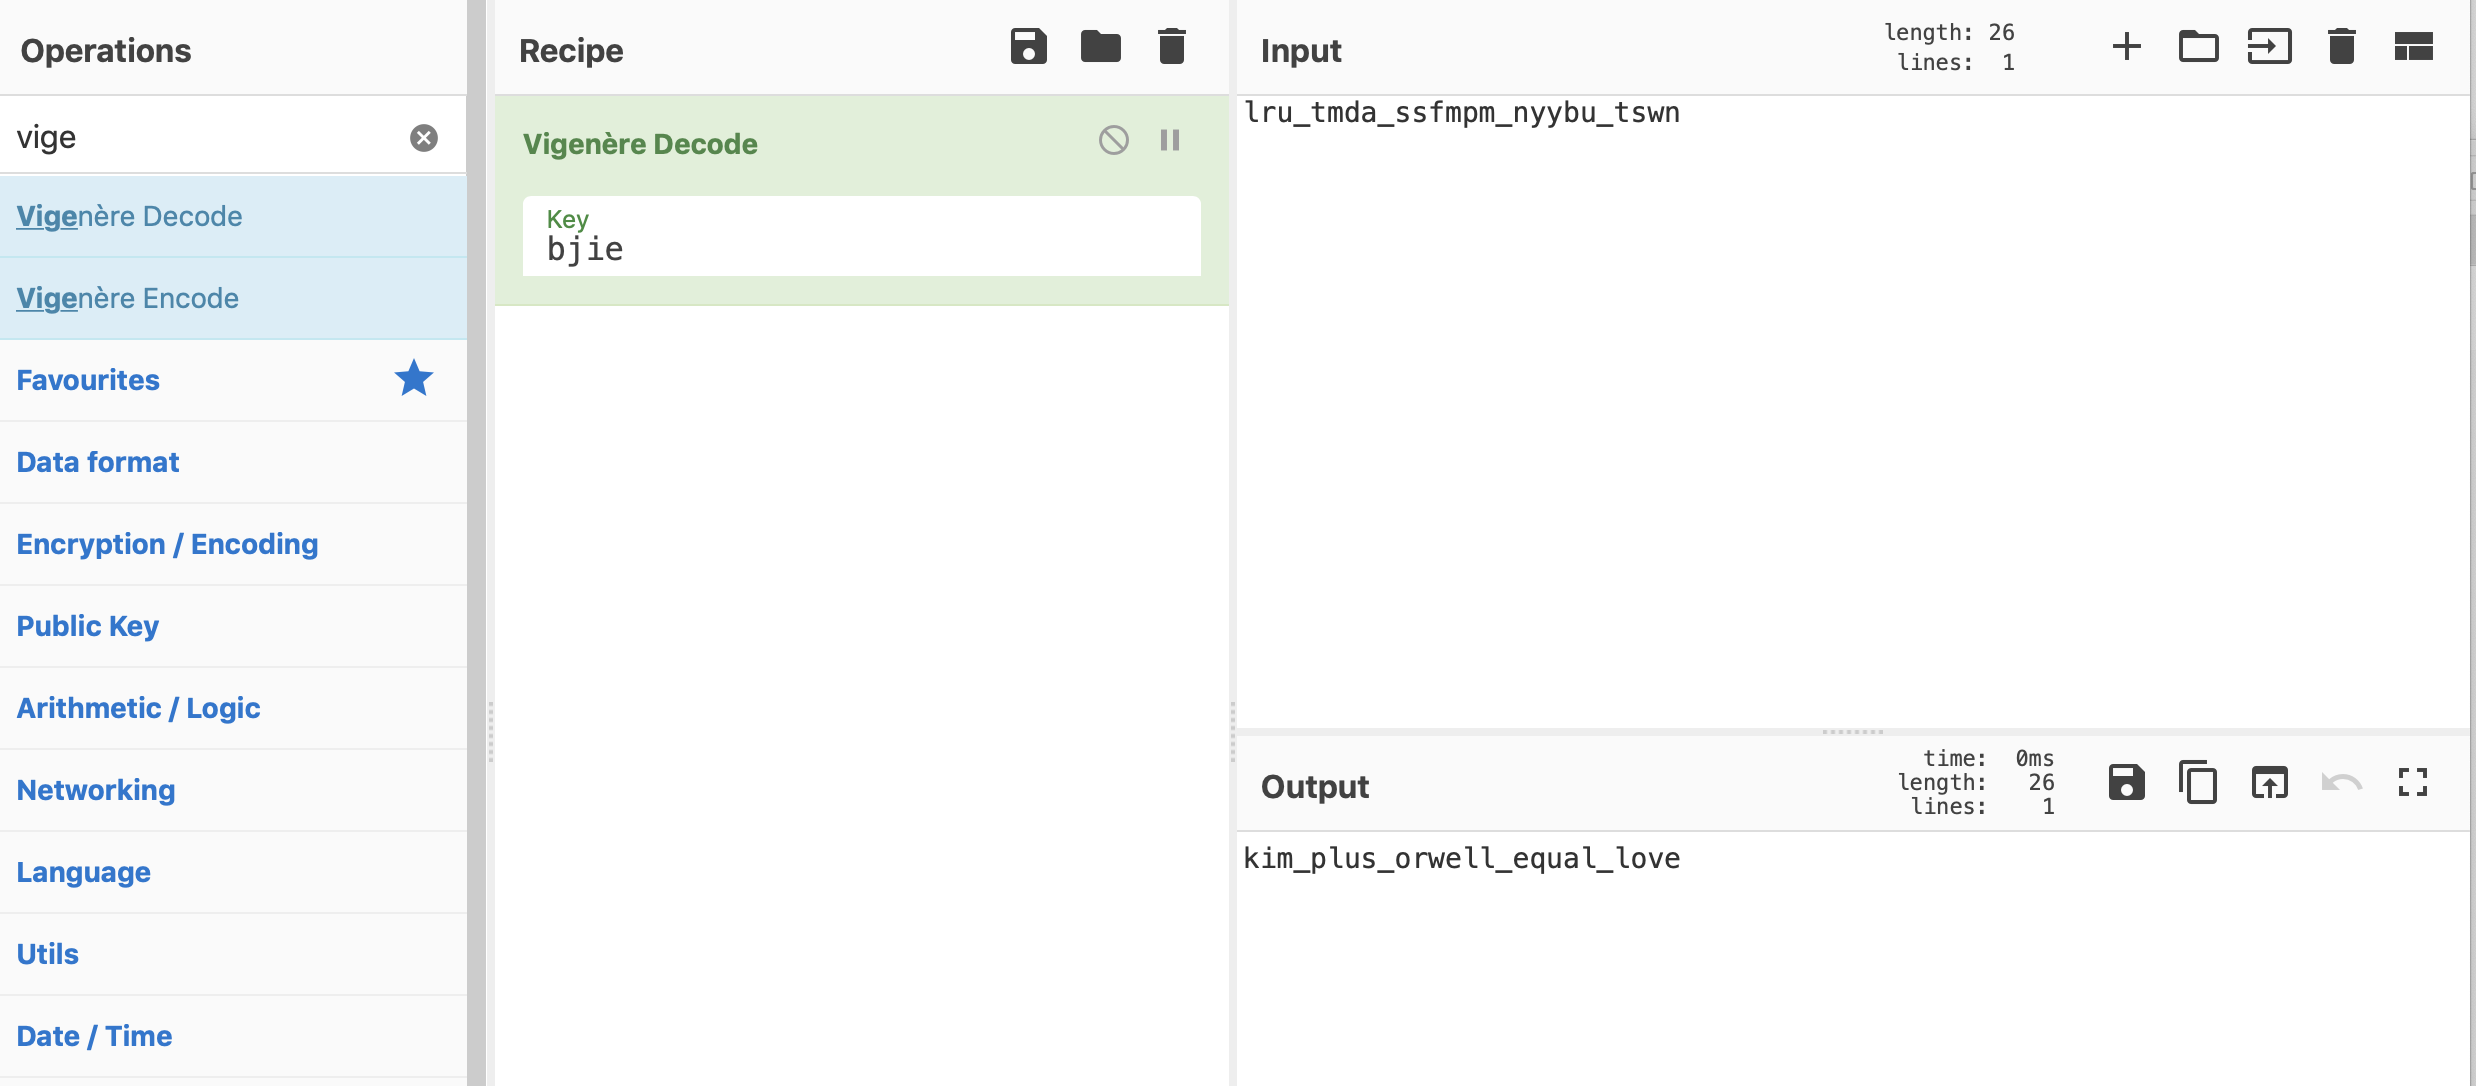 Operations
vige
Vigenère Decode
Vigenère Encode
Favourites
Data format
Encryption / Encoding
Public Key
Arithmetic / Logic
Networking
Language
Utils
Date / Time
Recipe
Vigenère Decode
Key
bjie
Input
length: 26
lines: 1
lru_tmda_ssfmpm_nyybu_tswn
Output
time: 0ms
length: 26
lines: 1
kim_plus_orwell_equal_love